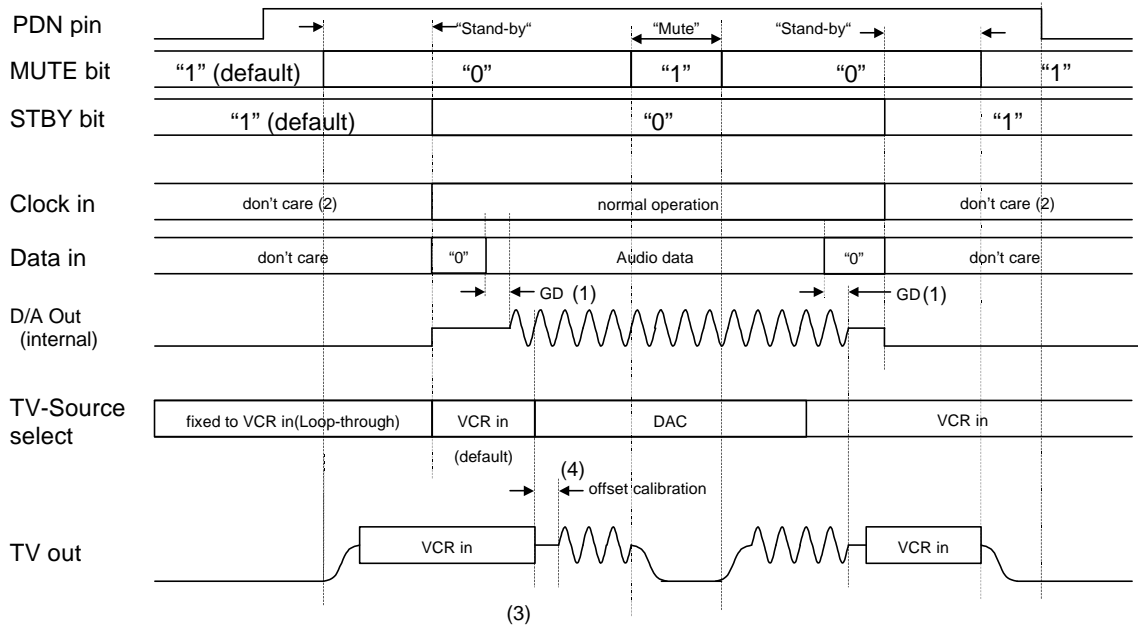 PDN pin
“Stand-by“ “Mute” “Stand-by“
MUTE bit “1” (default) “0” “1” “0” “1”
STBY bit “1” (default) “0” “1”
Clock in don’t care (2) normal operation don’t care (2)
Data in don’t care “0” Audio data “0” don’t care
GD (1) GD (1)
D/A Out
(internal)
TV-Source
select
fixed to VCR in(Loop-through) VCR in DAC VCR in
(default)
(4)
offset calibration
TV out VCR in VCR in
(3)